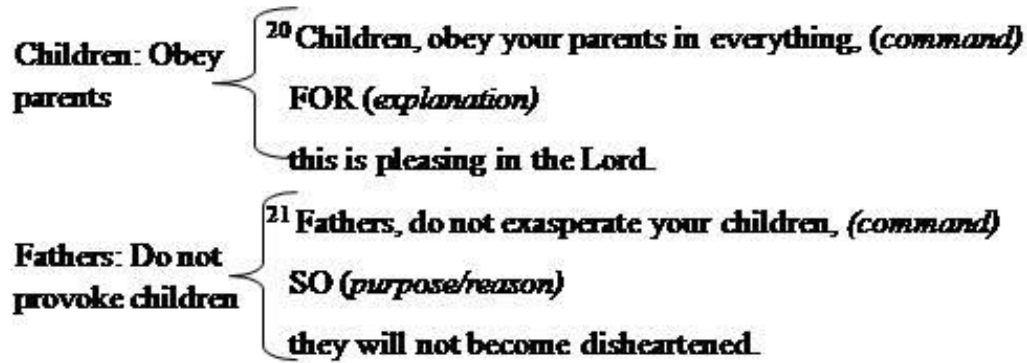 Children: Obey
parents
20 Children, obey your parents in everything, (command)
FOR (explanation)
this is pleasing in the Lord.
Fathers: Do not
provoke children
21 Fathers, do not exasperate your children, (command)
SO (purpose/reason)
they will not become disheartened.